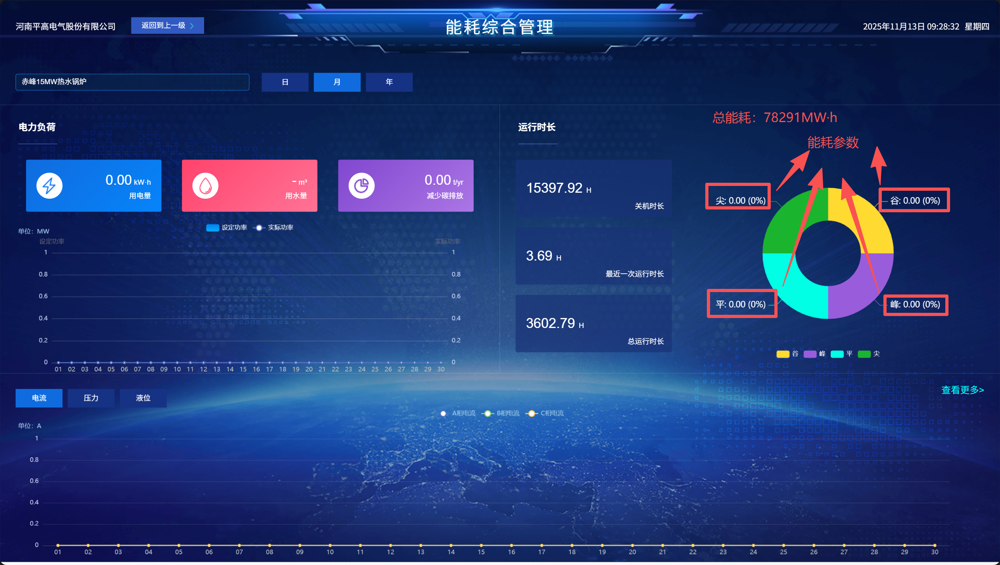 河南平高电气股份有限公司
返回到上一级 >
能耗综合管理
2025年11月13日 09:28:32 星期四
赤峰15MW热水锅炉
日
月
年
电力负荷
0.00 kW·h
用电量
- m³
用水量
0.00 t/yr
减少碳排放
单位：MW
设定功率
实际功率
设定功率
实际功率
1
0.8
0.6
0.4
0.2
0
1
0.8
0.6
0.4
0.2
0
01 02 03 04 05 06 07 08 09 10 11 12 13 14 15 16 17 18 19 20 21 22 23 24 25 26 27 28 29 30
运行时长
15397.92 H
关机时长
3.69 H
最近一次运行时长
3602.79 H
总运行时长
总能耗：78291MW·h
能耗参数
尖: 0.00 (0%)
谷: 0.00 (0%)
平: 0.00 (0%)
峰: 0.00 (0%)
谷 峰 平 尖
电流
压力
液位
查看更多>
A相电流 B相电流 C相电流
单位：A
1
0.8
0.6
0.4
0.2
0
01 02 03 04 05 06 07 08 09 10 11 12 13 14 15 16 17 18 19 20 21 22 23 24 25 26 27 28 29 30